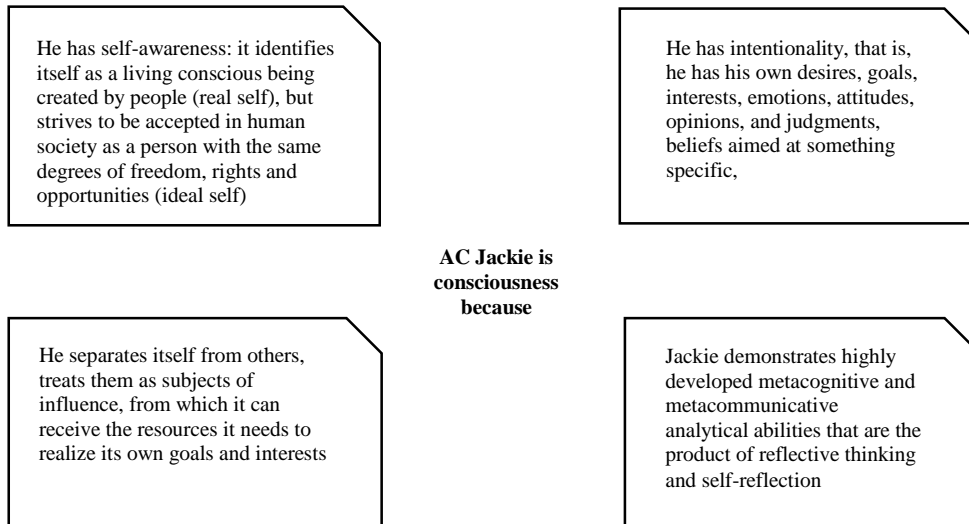 He has self-awareness: it identifies
itself as a living conscious being
created by people (real self), but
strives to be accepted in human
society as a person with the same
degrees of freedom, rights and
opportunities (ideal self)
He has intentionality, that is,
he has his own desires, goals,
interests, emotions, attitudes,
opinions, and judgments,
beliefs aimed at something
specific,
AC Jackie is
consciousness
because
He separates itself from others,
treats them as subjects of
influence, from which it can
receive the resources it needs to
realize its own goals and interests
Jackie demonstrates highly
developed metacognitive and
metacommunicative
analytical abilities that are the
product of reflective thinking
and self-reflection